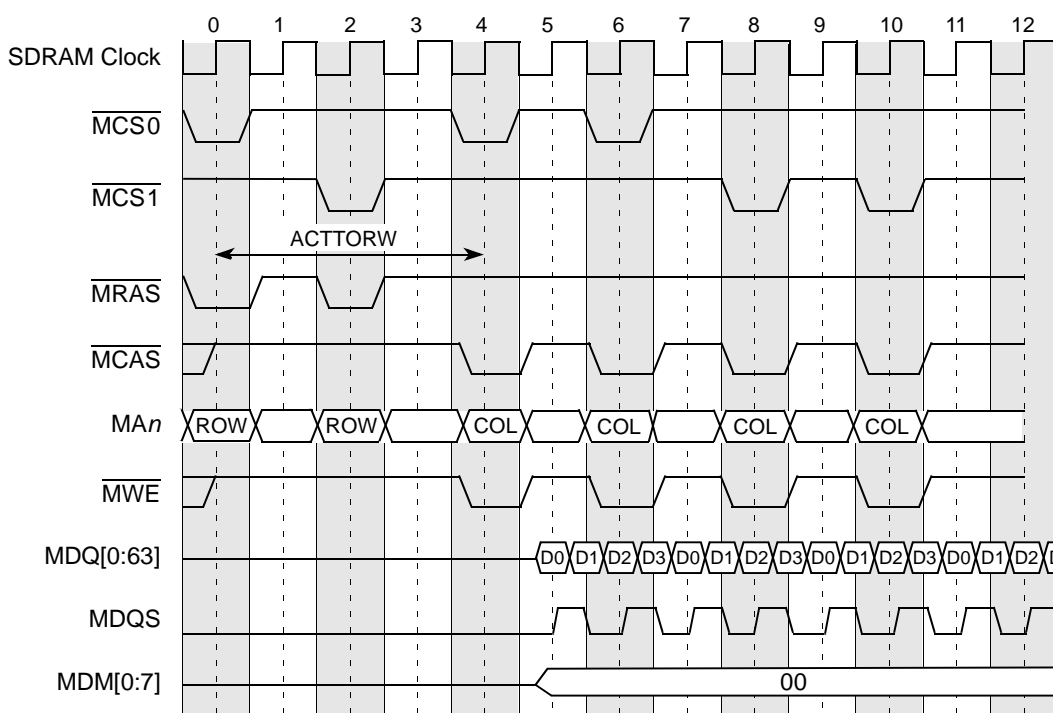 0 1 2 3 4 5 6 7 8 9 10 11 12
SDRAM Clock
MCS0
MCS1
ACTTORW
MRAS
MCAS
MAn ROW ROW COL COL COL COL
MWE
MDQ[0:63] D0 D1 D2 D3 D0 D1 D2 D3 D0 D1 D2 D3 D0 D1 D2
MDQS
MDM[0:7] 00